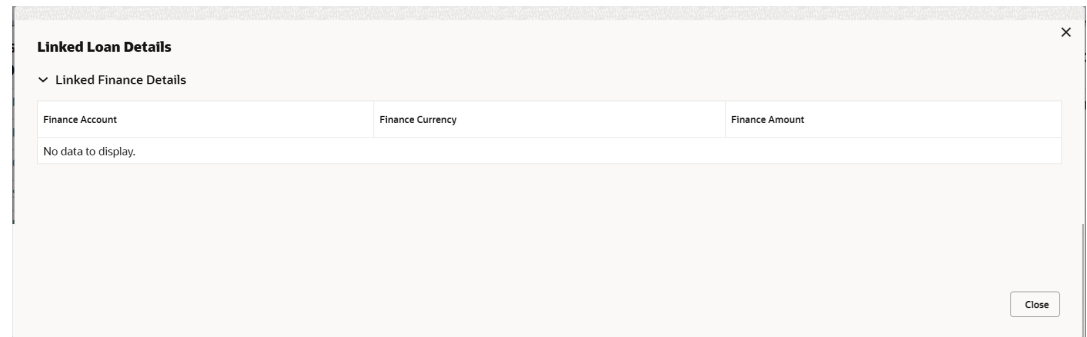 Linked Loan Details
Linked Finance Details
Finance Account Finance Currency Finance Amount
No data to display.
Close